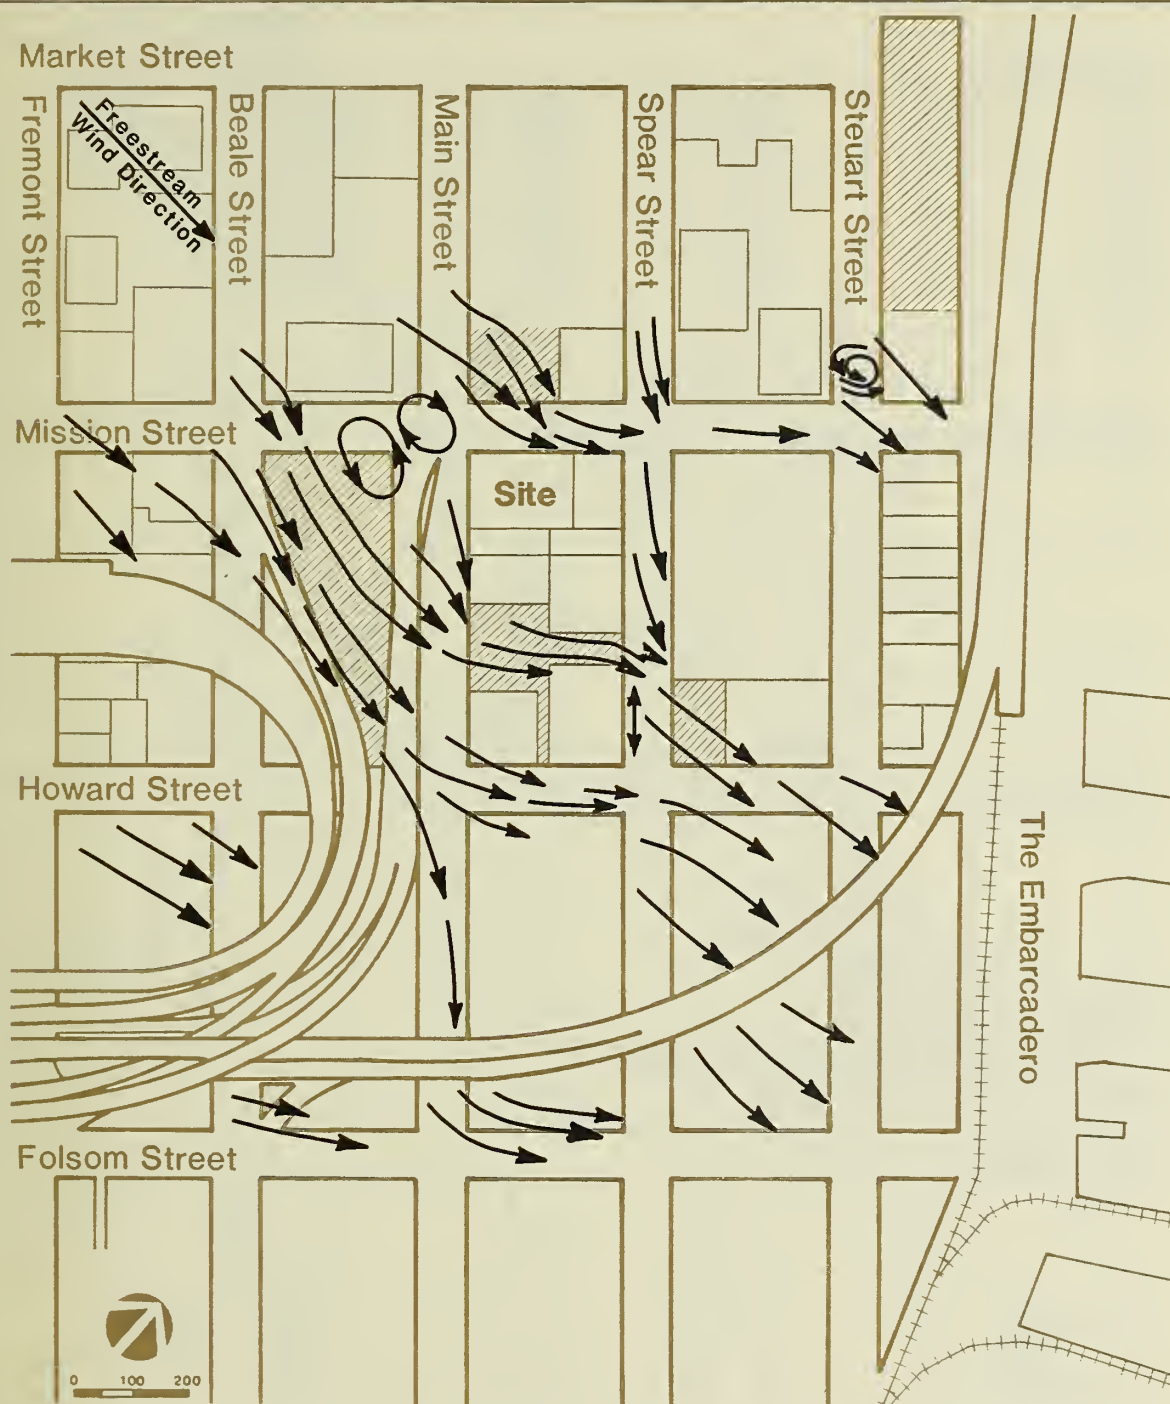 Market Street
Fremont Street
Freestream
Wind Direction
Beale Street
Main Street
Spear Street
Steuart Street
Mission Street
Site
Howard Street
The Embarcadero
Folsom Street
0 100 200